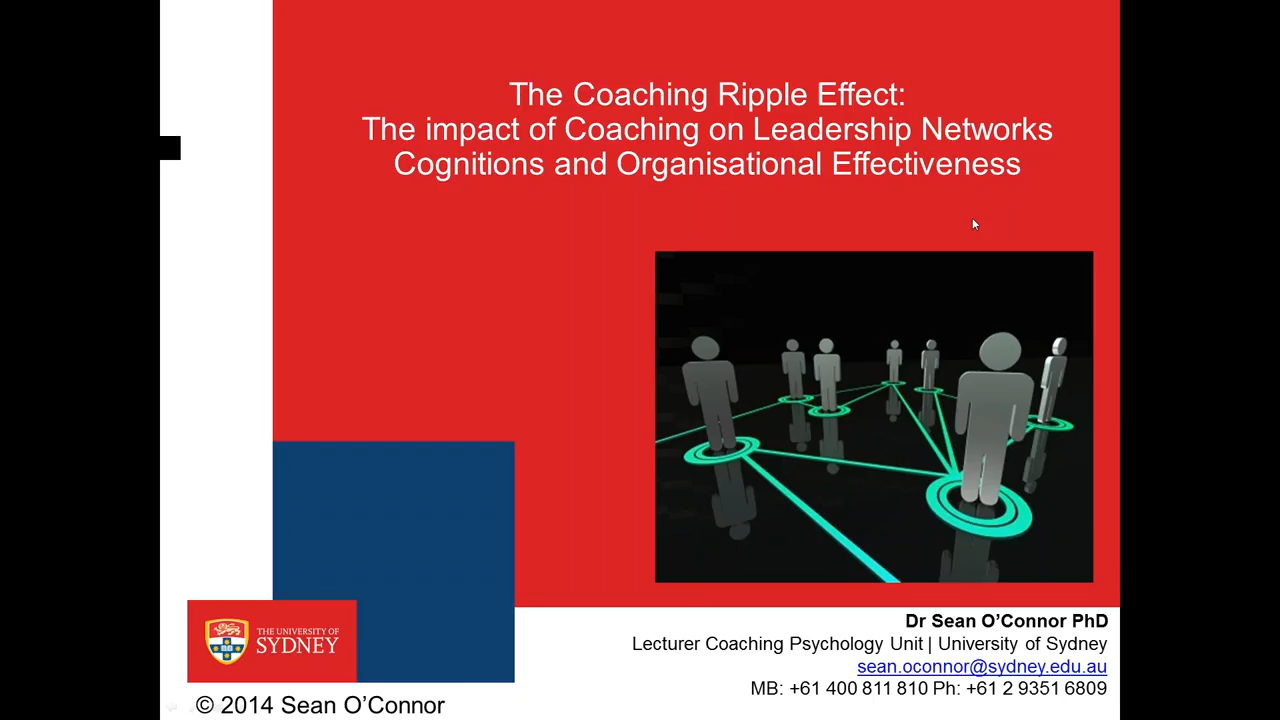 The Coaching Ripple Effect:
The impact of Coaching on Leadership Networks
Cognitions and Organisational Effectiveness
THE UNIVERSITY OF
SYDNEY
Dr Sean O’Connor PhD
Lecturer Coaching Psychology Unit | University of Sydney
sean.oconnor@sydney.edu.au
MB: +61 400 811 810 Ph: +61 2 9351 6809
© 2014 Sean O’Connor